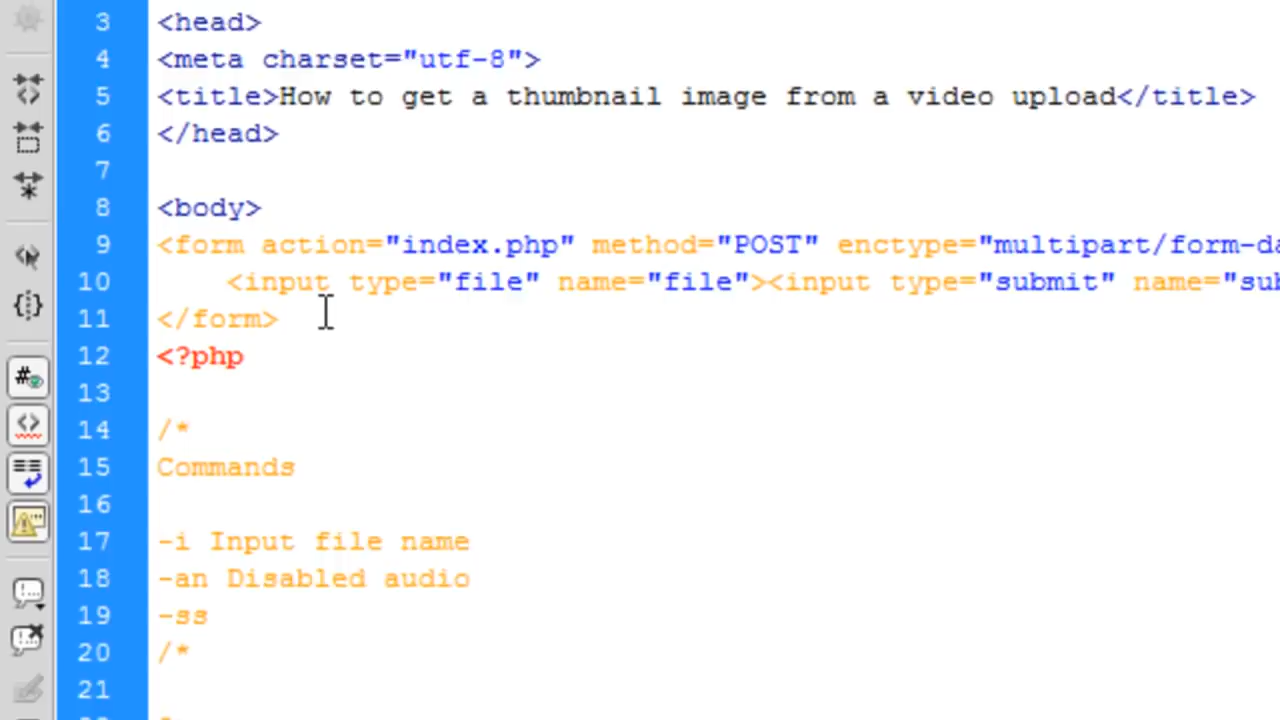 3 <head>
4 <meta charset="utf-8">
5 <title>How to get a thumbnail image from a video upload</title>
6 </head>
7
8 <body>
9 <form action="index.php" method="POST" enctype="multipart/form-da
10 <input type="file" name="file"><input type="submit" name="sub
11 </form>
12 <?php
13
14 /*
15 Commands
16
17 -i Input file name
18 -an Disabled audio
19 -ss
20 /*
21